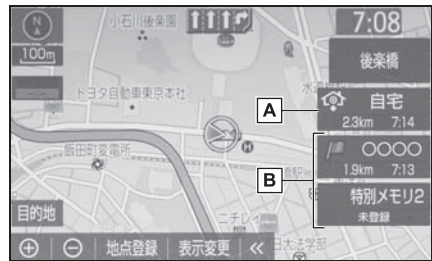 小石川後楽園
7:08
N
100m
後楽橋
トヨタ自動車東京本社
A
自宅
2.3km 7:14
飯田町変電所
B
○○○○
1.9km 7:13
特別メモリ2
未登録
目的地
ニチレイ
地点登録
表示変更